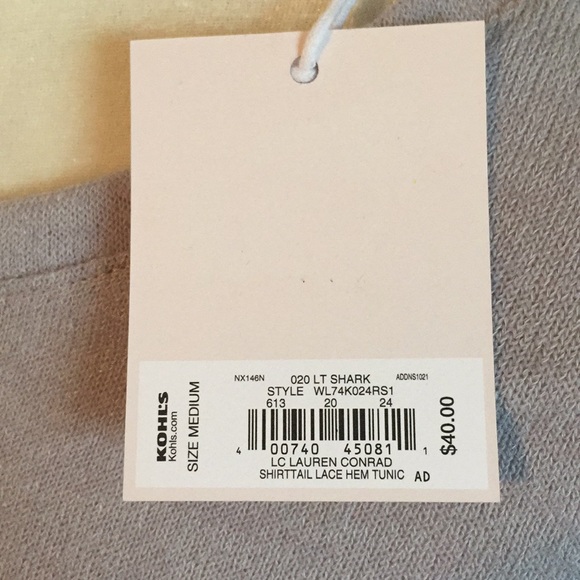 NX146N 020 LT SHARK ADDNS1021
STYLE WL74K024RS1
613 20 24
4 00740 45081 1
LC LAUREN CONRAD
SHIRTTAIL LACE HEM TUNIC AD
KOHL'S
Kohls.com
SIZE MEDIUM
$40.00